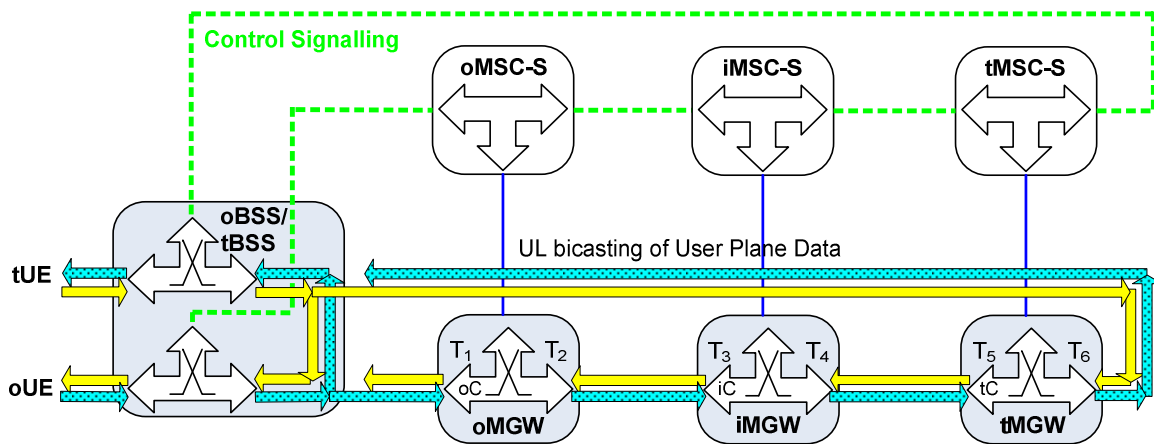 Control Signalling
oMSC-S
iMSC-S
tMSC-S
oBSS/
tBSS
UL bicasting of User Plane Data
tUE
T1
T2
T3
T4
T5
T6
oUE
oC
iC
tC
oMGW
iMGW
tMGW